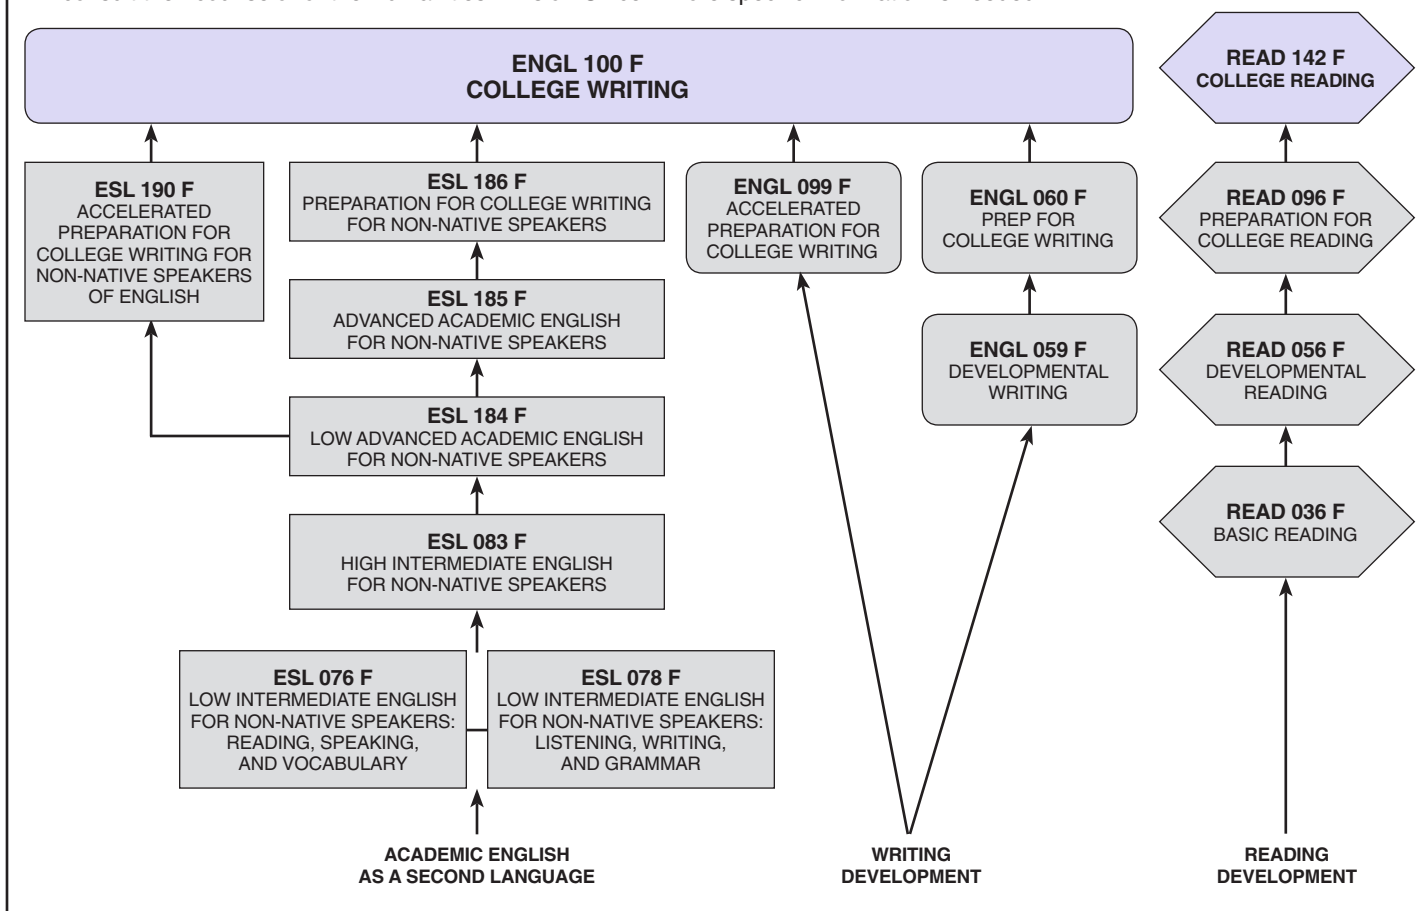 ENGL 100 F
COLLEGE WRITING
READ 142 F
COLLEGE READING
ESL 190 F
ACCELERATED
PREPARATION FOR
COLLEGE WRITING FOR
NON-NATIVE SPEAKERS
OF ENGLISH
ESL 186 F
PREPARATION FOR COLLEGE WRITING
FOR NON-NATIVE SPEAKERS
ENGL 099 F
ACCELERATED
PREPARATION FOR
COLLEGE WRITING
ENGL 060 F
PREP FOR
COLLEGE WRITING
READ 096 F
PREPARATION FOR
COLLEGE READING
ESL 185 F
ADVANCED ACADEMIC ENGLISH
FOR NON-NATIVE SPEAKERS
ENGL 059 F
DEVELOPMENTAL
WRITING
READ 056 F
DEVELOPMENTAL
READING
ESL 184 F
LOW ADVANCED ACADEMIC ENGLISH
FOR NON-NATIVE SPEAKERS
READ 036 F
BASIC READING
ESL 083 F
HIGH INTERMEDIATE ENGLISH
FOR NON-NATIVE SPEAKERS
ESL 076 F
LOW INTERMEDIATE ENGLISH
FOR NON-NATIVE SPEAKERS:
READING, SPEAKING,
AND VOCABULARY
ESL 078 F
LOW INTERMEDIATE ENGLISH
FOR NON-NATIVE SPEAKERS:
LISTENING, WRITING,
AND GRAMMAR
ACADEMIC ENGLISH
AS A SECOND LANGUAGE
WRITING
DEVELOPMENT
READING
DEVELOPMENT